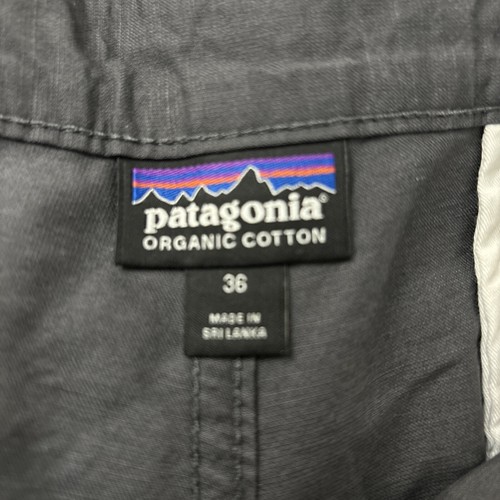 patagonia®
ORGANIC COTTON
36
MADE IN
SRI LANKA